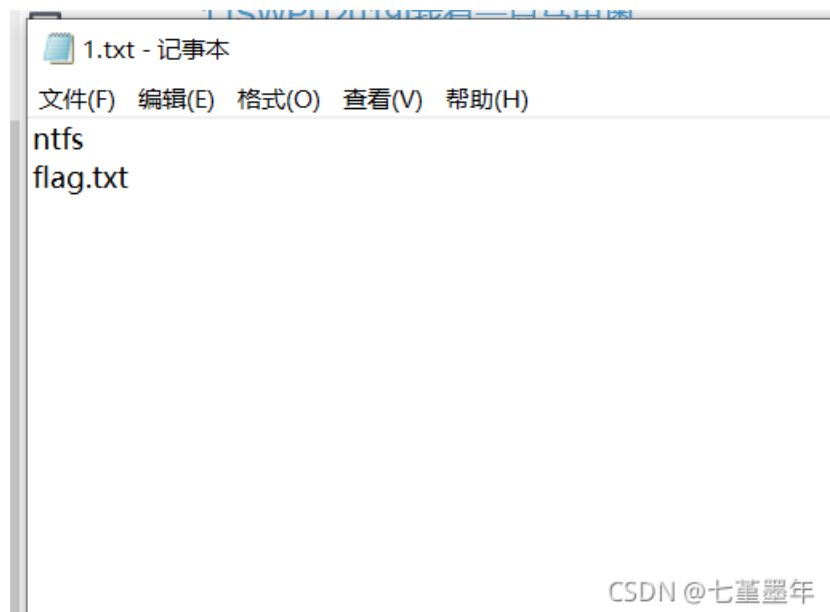 1.txt - 记事本
文件(F) 编辑(E) 格式(O) 查看(V) 帮助(H)
ntfs
flag.txt
CSDN @七堇墨年